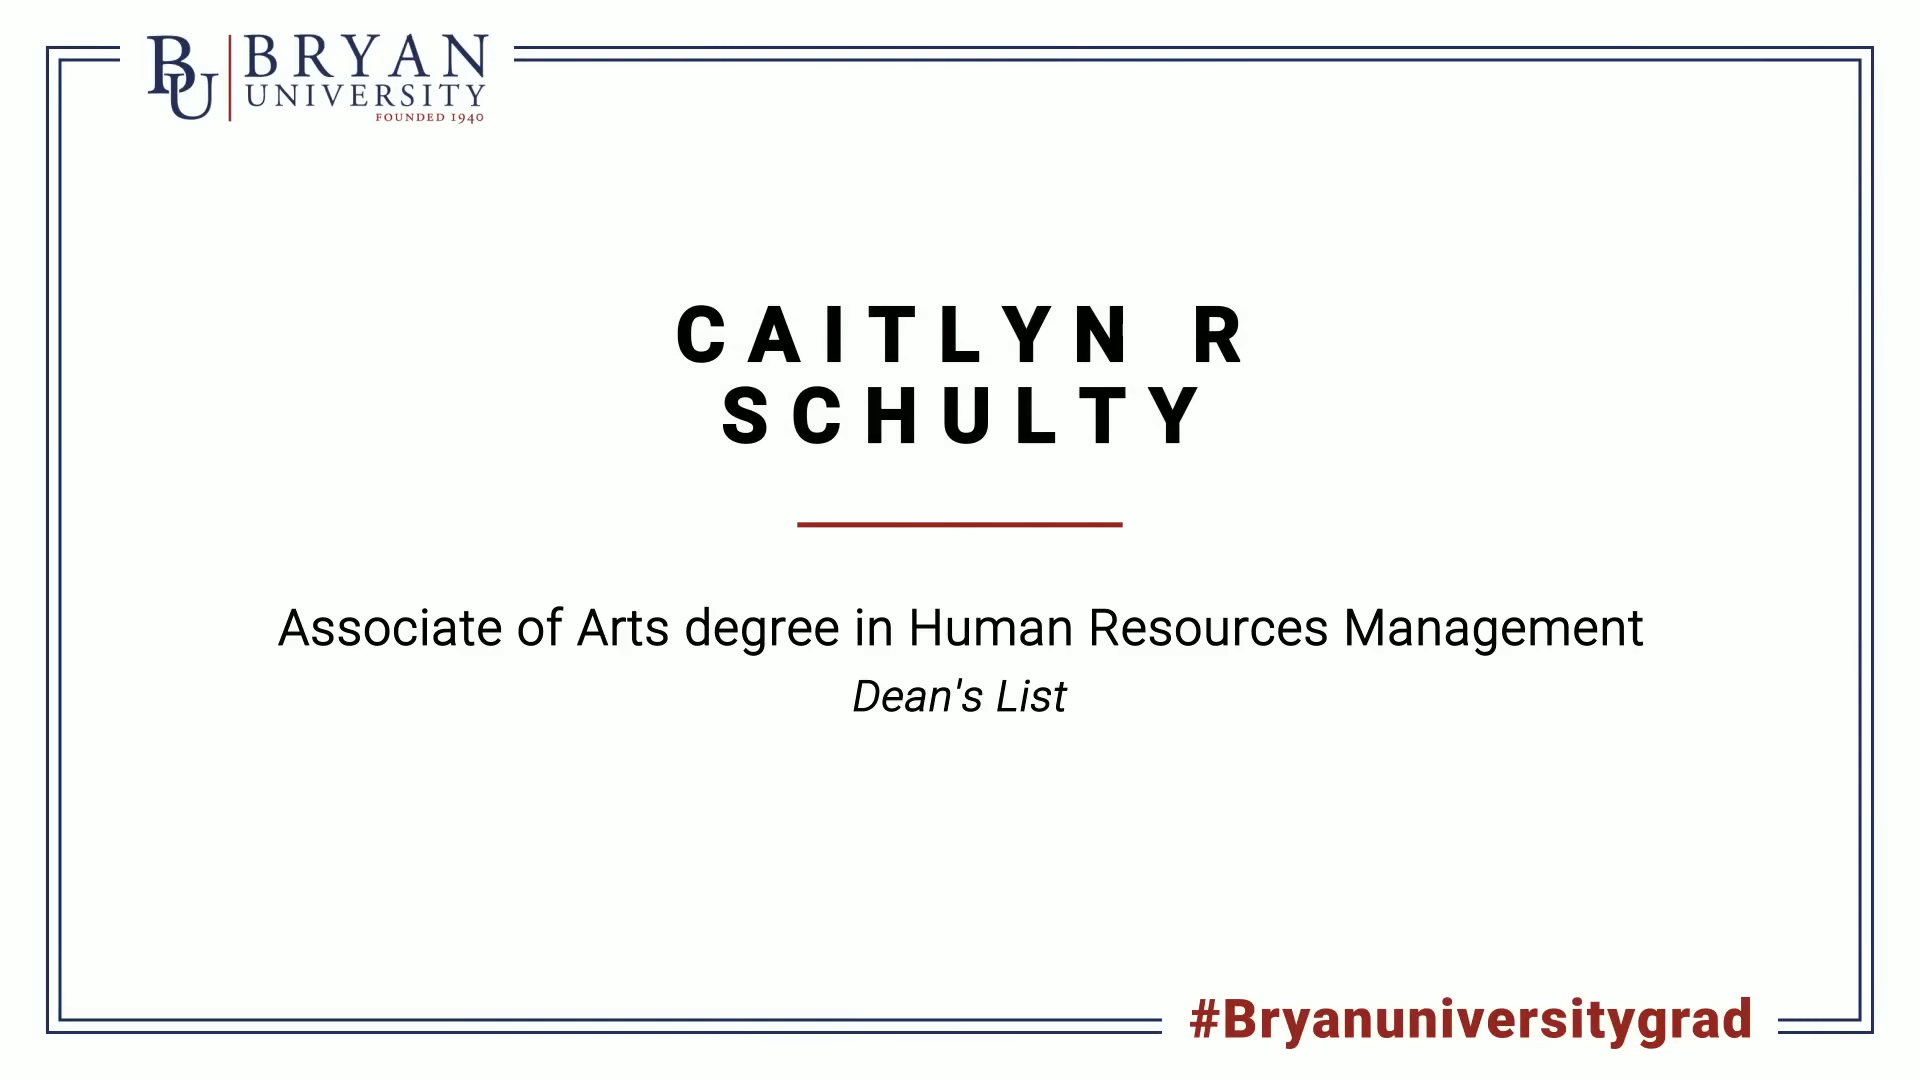 BU
BRYAN
UNIVERSITY
FOUNDED 1940
CAITLYN R
SCHULTY
Associate of Arts degree in Human Resources Management
Dean's List
#Bryanuniversitygrad